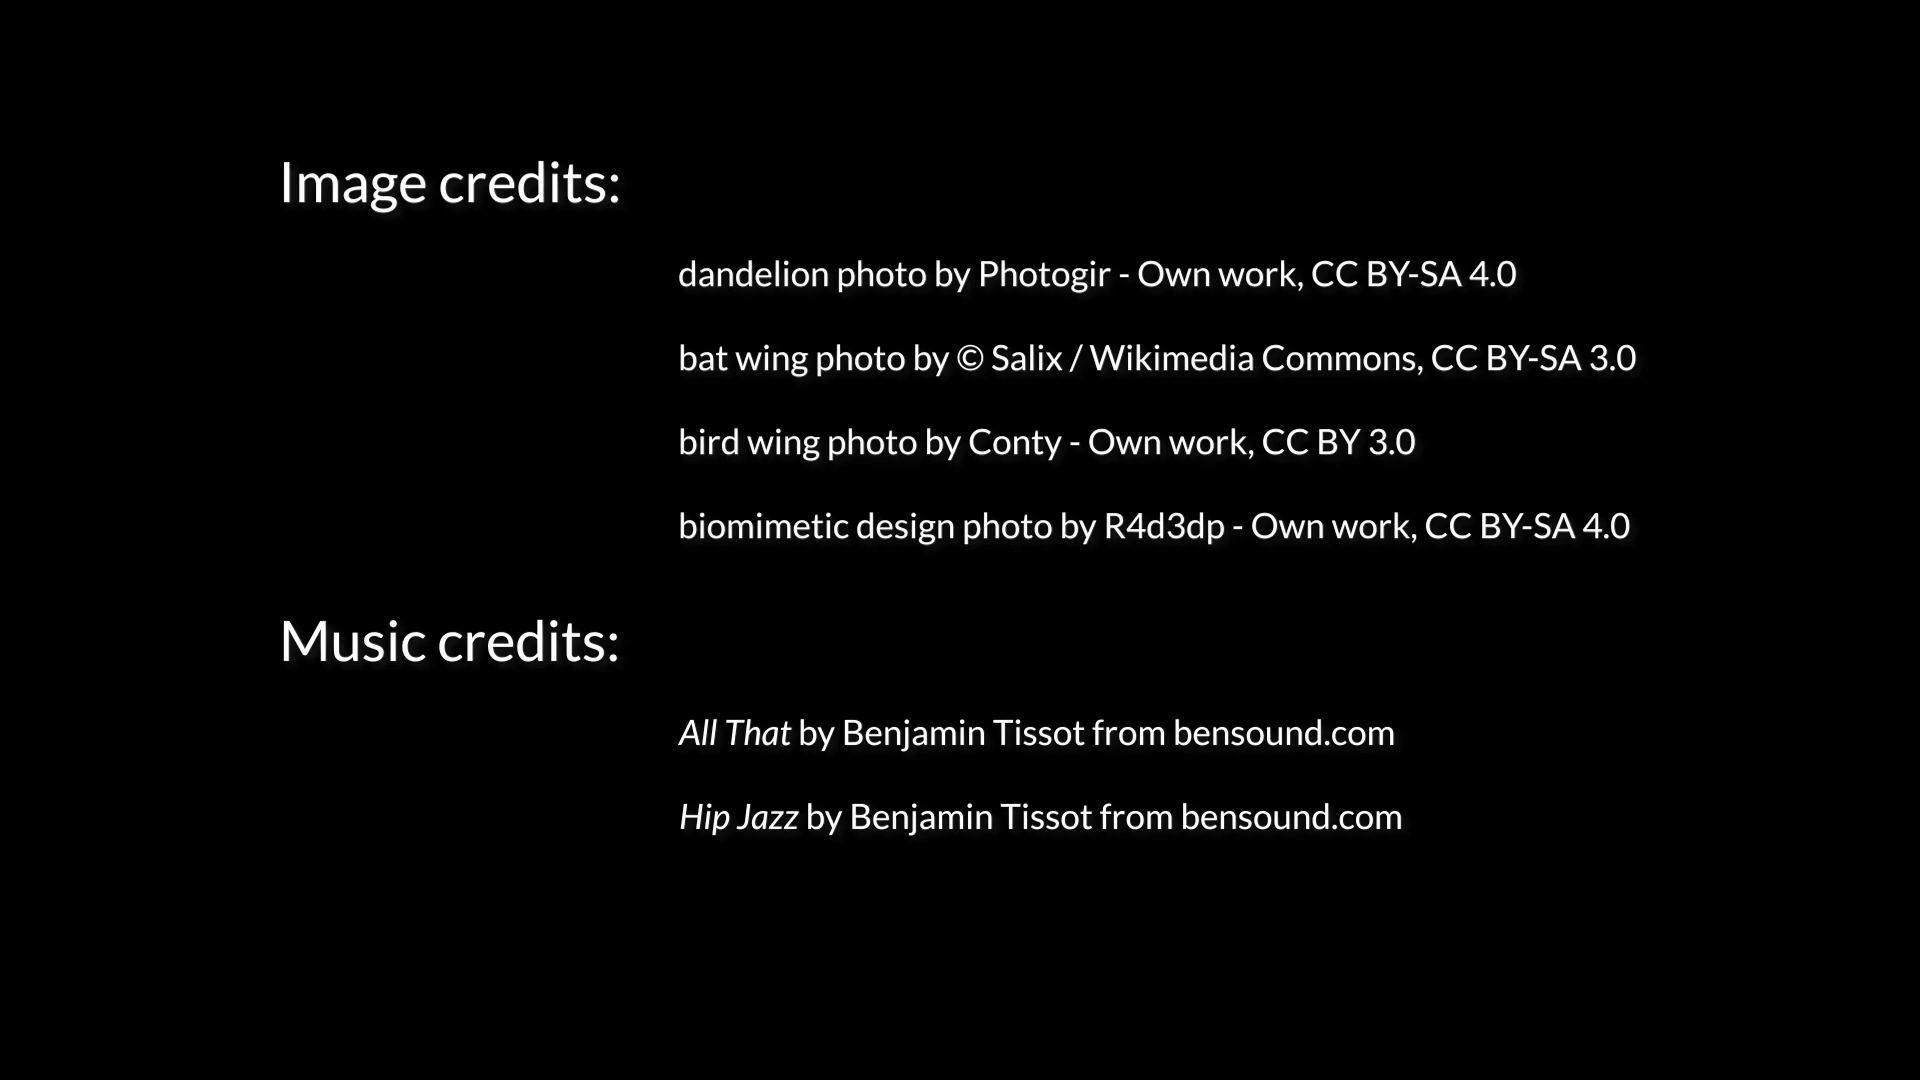 Image credits:
dandelion photo by Photogir - Own work, CC BY-SA 4.0
bat wing photo by © Salix / Wikimedia Commons, CC BY-SA 3.0
bird wing photo by Conty - Own work, CC BY 3.0
biomimetic design photo by R4d3dp - Own work, CC BY-SA 4.0
Music credits:
All That by Benjamin Tissot from bensound.com
Hip Jazz by Benjamin Tissot from bensound.com